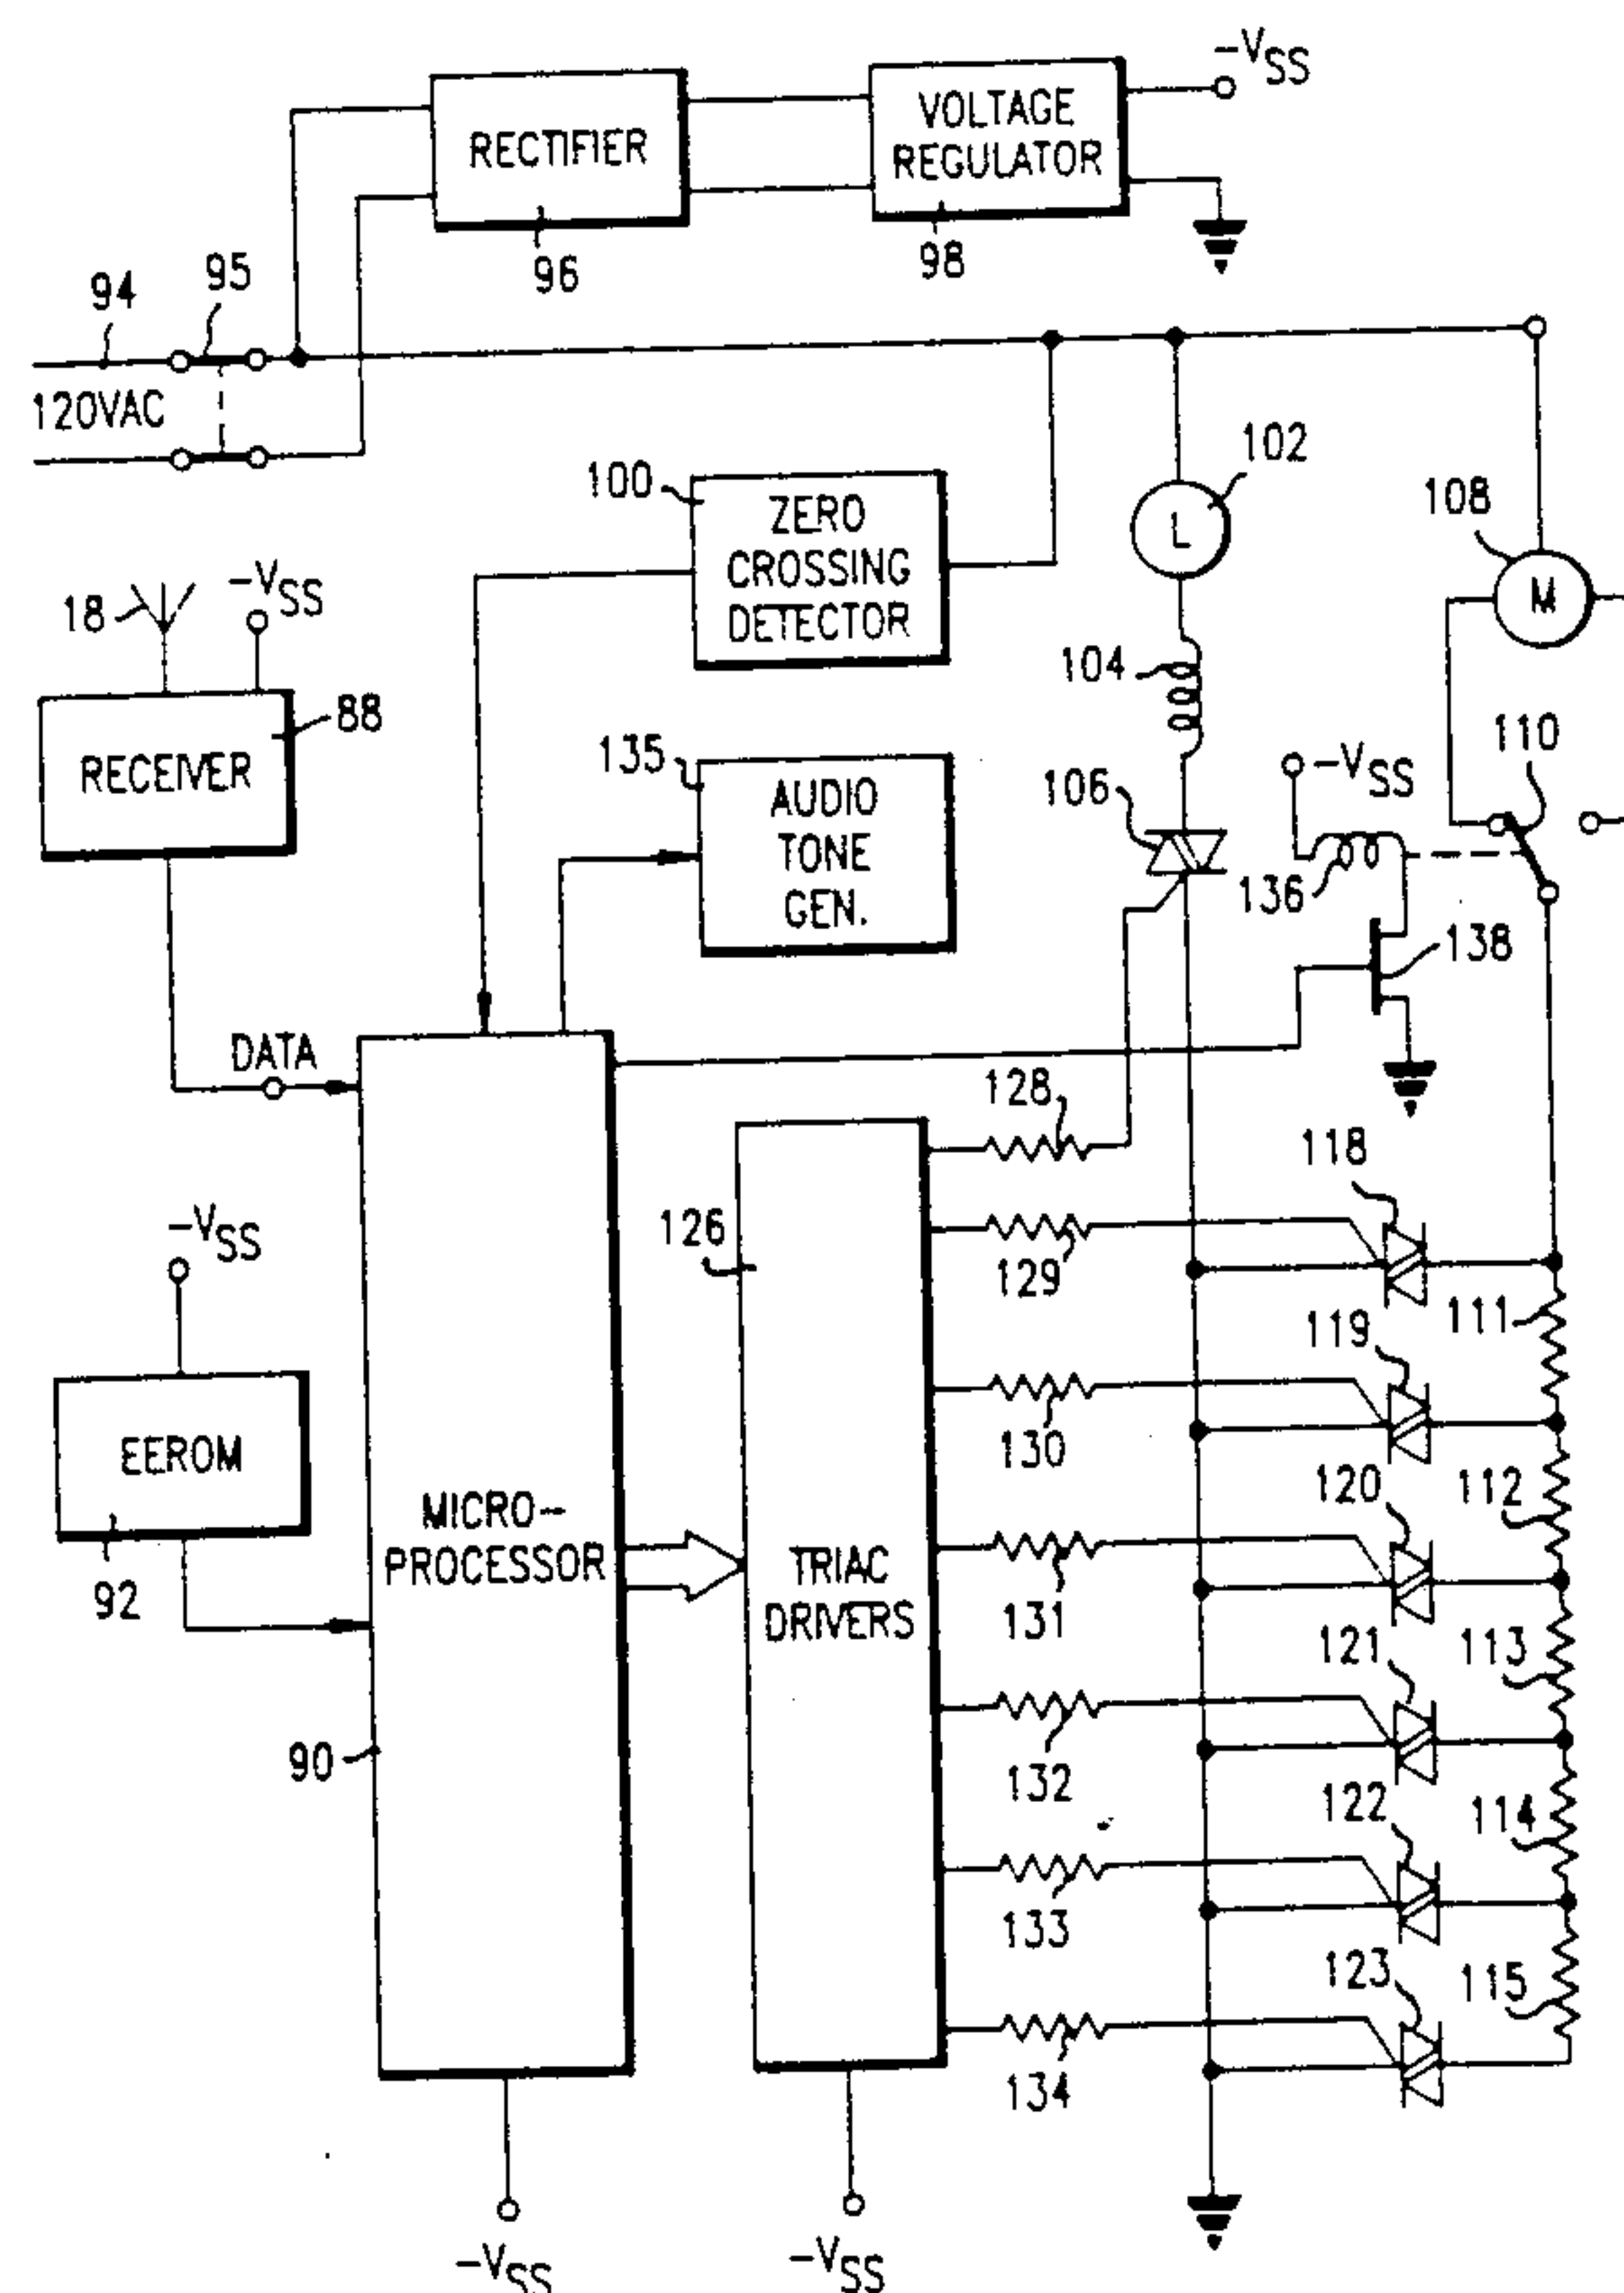 -VSS
RECTIFIER
VOLTAGE
REGULATOR
96
98
94
95
120VAC
100
ZERO
CROSSING
DETECTOR
102
L
108
M
18
-VSS
104
88
RECEIVER
135
AUDIO
TONE
GEN.
106
-VSS
110
136
138
DATA
128
118
126
129
111
-VSS
119
130
112
EEROM
120
92
MICRO-
PROCESSOR
TRIAC
DRIVERS
131
113
121
90
132
114
122
133
115
123
134
-VSS
-VSS